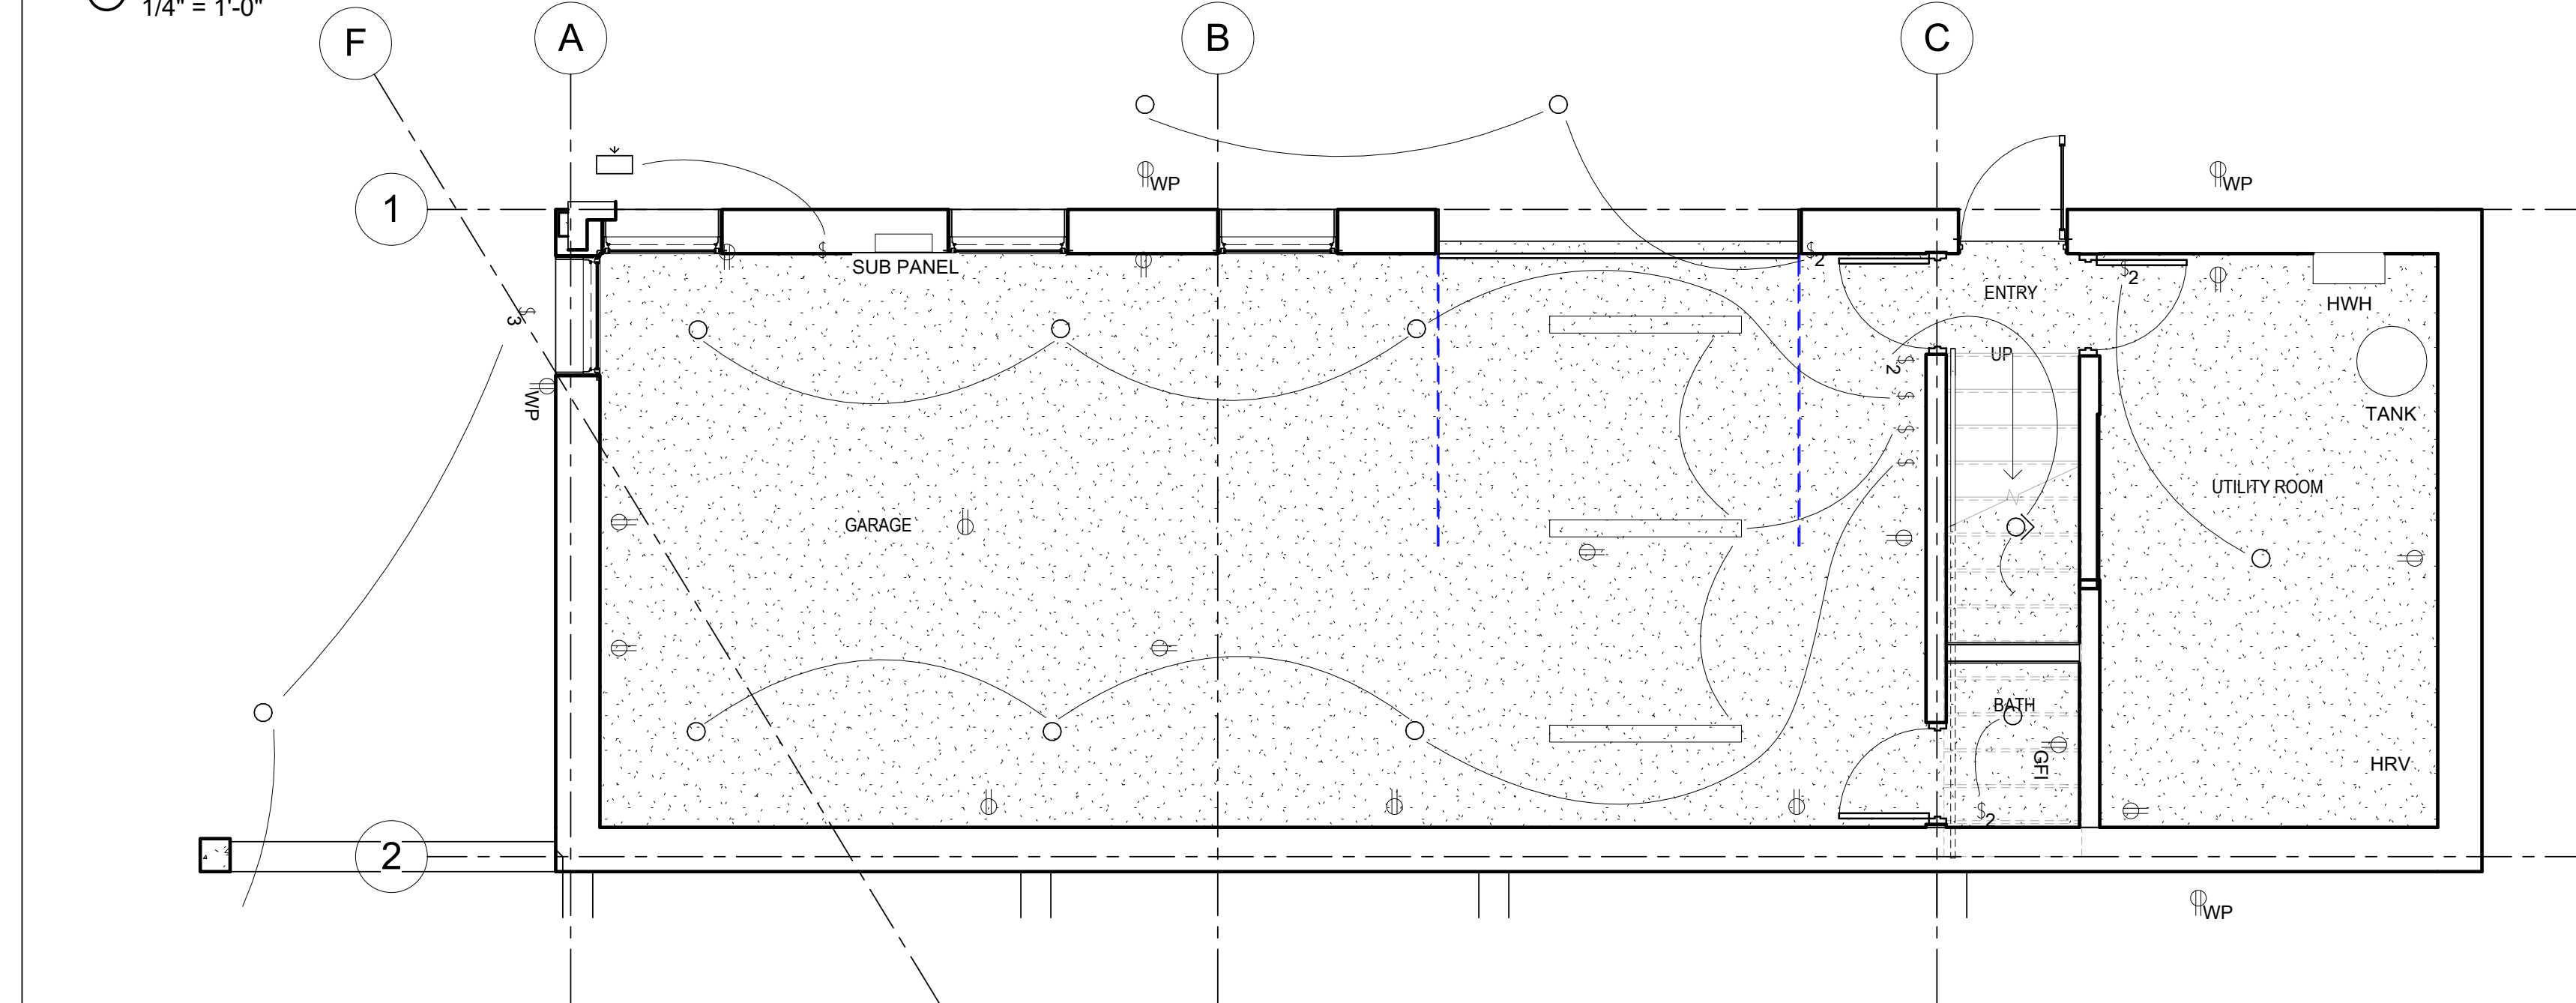 1/4" = 1'-0"
F
A
B
C
WP
WP
1
SUB PANEL
$
$
2
$
2
ENTRY
HWH
$
3
UP
$
2
WP
$
TANK
$
$
UTILITY ROOM
GARAGE
BATH
GFI
HRV
$
2
2
WP